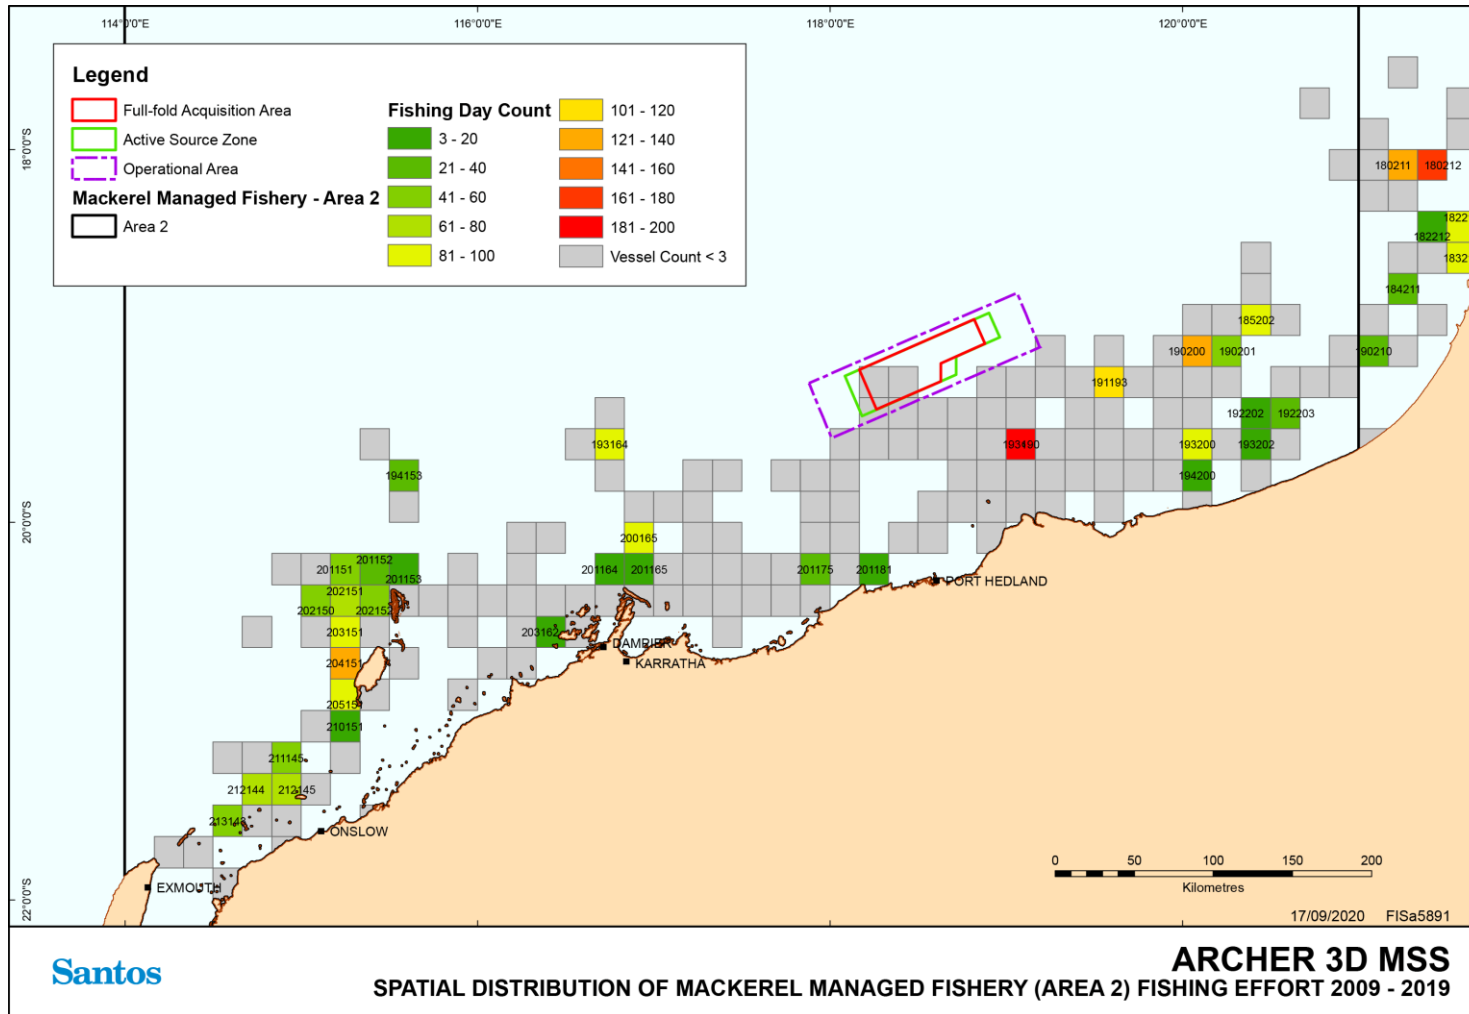 114°0'0"E
116°0'0"E
118°0'0"E
120°0'0"E
18°0'0"S
20°0'0"S
22°0'0"S
Legend
Full-fold Acquisition Area
Active Source Zone
Operational Area
Mackerel Managed Fishery - Area 2
Area 2
Fishing Day Count
3 - 20
21 - 40
41 - 60
61 - 80
81 - 100
101 - 120
121 - 140
141 - 160
161 - 180
181 - 200
Vessel Count < 3
180211
180212
182212
184211
185202
190200
190201
190210
191193
192202
192203
193164
193200
193202
194153
194200
200165
201151
201152
201153
201164
201165
201175
201181
202150
202151
202152
203151
203162
204151
210151
211145
212144
212145
213143
PORT HEDLAND
DAMPIER
KARRATHA
ONSLOW
EXMOUTH
0 50 100 150 200
Kilometres
17/09/2020 FISa5891
Santos
ARCHER 3D MSS
SPATIAL DISTRIBUTION OF MACKEREL MANAGED FISHERY (AREA 2) FISHING EFFORT 2009 - 2019